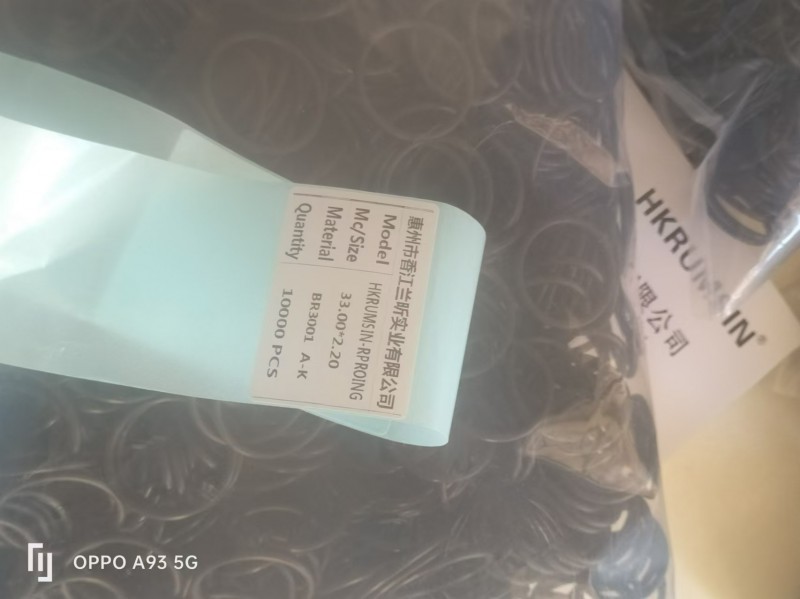 惠州市香江兰昕实业有限公司
Model HKRUMSIN-RPROING
Mc/Size 33.00*2.20
Material BR3001 A-K
Quantity 10000 PCS
HKRUMSIN®
限公司
OPPO A93 5G